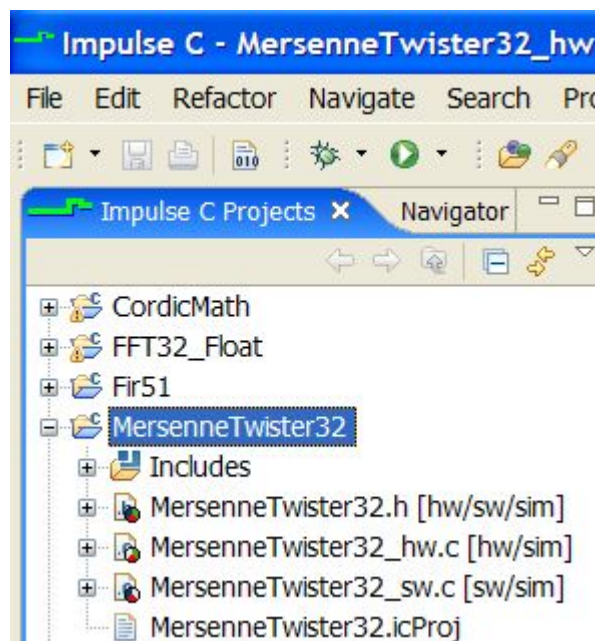 Impulse C - MersenneTwister32_hw
File Edit Refactor Navigate Search Pro
010
Impulse C Projects Navigator
CordicMath
FFT32_Float
Fir51
MersenneTwister32
Includes
MersenneTwister32.h [hw/sw/sim]
MersenneTwister32_hw.c [hw/sim]
MersenneTwister32_sw.c [sw/sim]
MersenneTwister32.icProj